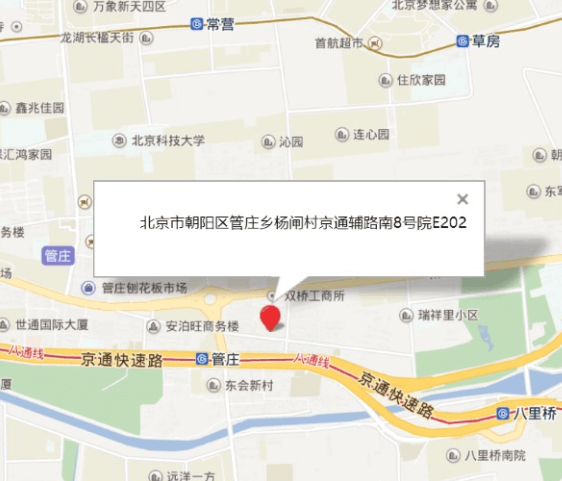 万象新天四区
北京梦想家公寓
常营
龙湖长楹天街
首航超市
草房
住欣家园
鑫兆佳园
北京科技大学
沁园
连心园
汇鸿家园
朝
东军
北京市朝阳区管庄乡杨闸村京通辅路南8号院E202
务楼
管庄
场
管庄刨花板市场
双桥工商所
世通国际大厦
安泊旺商务楼
瑞祥里小区
八通线
京通快速路
管庄
八通线
厦
东会新村
京通快速路
八里桥
八里桥南院
远洋一方